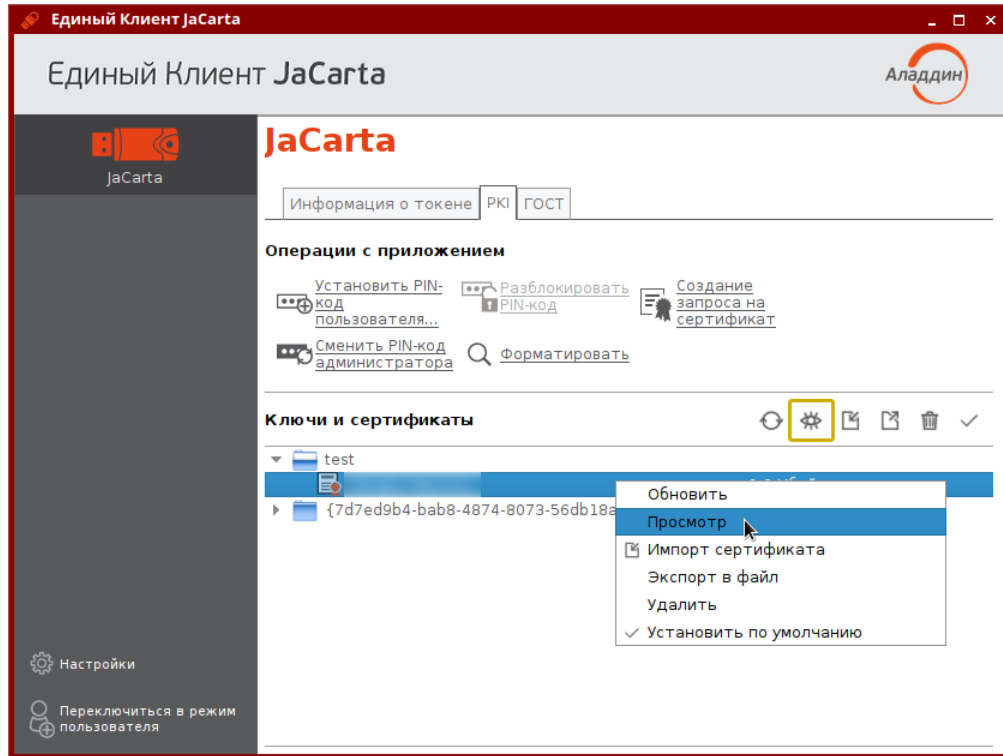 Единый Клиент JaCarta
Единый Клиент JaCarta
Аладдин
JaCarta
JaCarta
Информация о токене PKI ГОСТ
Операции с приложением
Установить PIN-
код
пользователя...
Разблокировать
PIN-код
Создание
запроса на
сертификат
Сменить PIN-код
администратора
Форматировать
Ключи и сертификаты
test
{7d7ed9b4-bab8-4874-8073-56db18a
Обновить
Просмотр
Импорт сертификата
Экспорт в файл
Удалить
Установить по умолчанию
Настройки
Переключиться в режим
пользователя